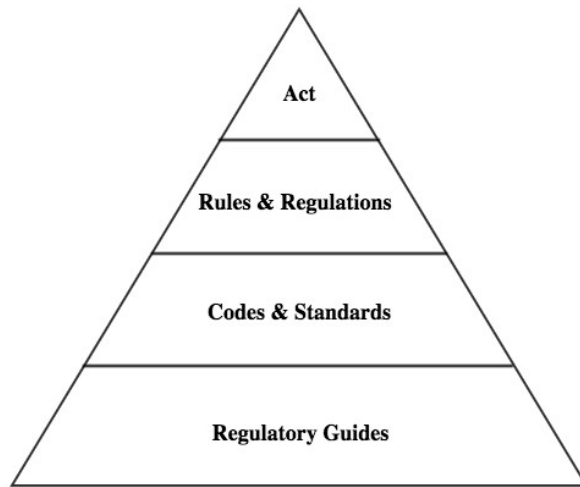 Act
Rules & Regulations
Codes & Standards
Regulatory Guides